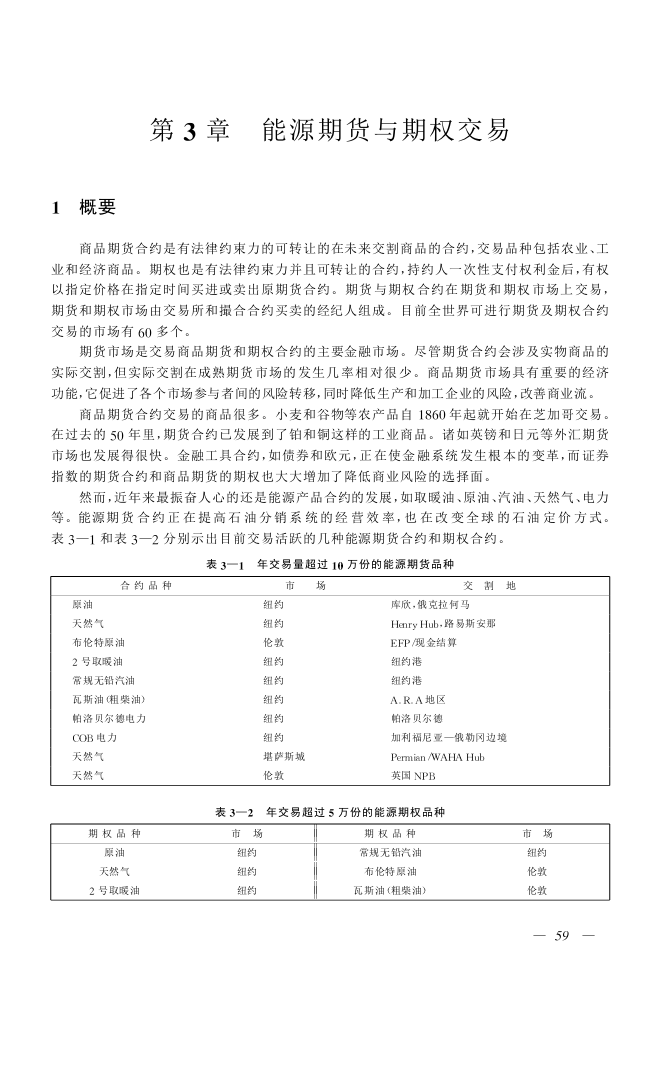 第 3 章 能源期货与期权交易
1 概要
商品期货合约是有法律约束力的可转让的在未来交割商品的合约,交易品种包括农业、工
业和经济商品。期权也是有法律约束力并且可转让的合约,持约人一次性支付权利金后,有权
以指定价格在指定时间买进或卖出原期货合约。期货与期权合约在期货和期权市场上交易,
期货和期权市场由交易所和撮合合约买卖的经纪人组成。目前全世界可进行期货及期权合约
交易的市场有 60 多个。
期货市场是交易商品期货和期权合约的主要金融市场。尽管期货合约会涉及实物商品的
实际交割,但实际交割在成熟期货市场的发生几率相对很少。商品期货市场具有重要的经济
功能,它促进了各个市场参与者间的风险转移,同时降低生产和加工企业的风险,改善商业流。
商品期货合约交易的商品很多。小麦和谷物等农产品自 1860 年起就开始在芝加哥交易。
在过去的 50 年里,期货合约已发展到了铂和铜这样的工业商品。诸如英镑和日元等外汇期货
市场也发展得很快。金融工具合约,如债券和欧元,正在使金融系统发生根本的变革,而证券
指数的期货合约和商品期货的期权也大大增加了降低商业风险的选择面。
然而,近年来最振奋人心的还是能源产品合约的发展,如取暖油、原油、汽油、天然气、电力
等。能源期货合约正在提高石油分销系统的经营效率,也在改变全球的石油定价方式。
表 3—1 和表 3—2 分别示出目前交易活跃的几种能源期货合约和期权合约。
表 3—1 年交易量超过 10 万份的能源期货品种
合约品种 市 场 交 割 地
原油 纽约 库欣,俄克拉何马
天然气 纽约 Henry Hub,路易斯安那
布伦特原油 伦敦 EFP/现金结算
2 号取暖油 纽约 纽约港
常规无铅汽油 纽约 纽约港
瓦斯油(粗柴油) 纽约 A.R.A 地区
帕洛贝尔德电力 纽约 帕洛贝尔德
COB 电力 纽约 加利福尼亚—俄勒冈边境
天然气 堪萨斯城 Permian/WAHA Hub
天然气 伦敦 英国 NPB
表 3—2 年交易超过 5 万份的能源期权品种
期权品种 市 场 期权品种 市 场
原油 纽约 常规无铅汽油 纽约
天然气 纽约 布伦特原油 伦敦
2 号取暖油 纽约 瓦斯油(粗柴油) 伦敦
— 59 —